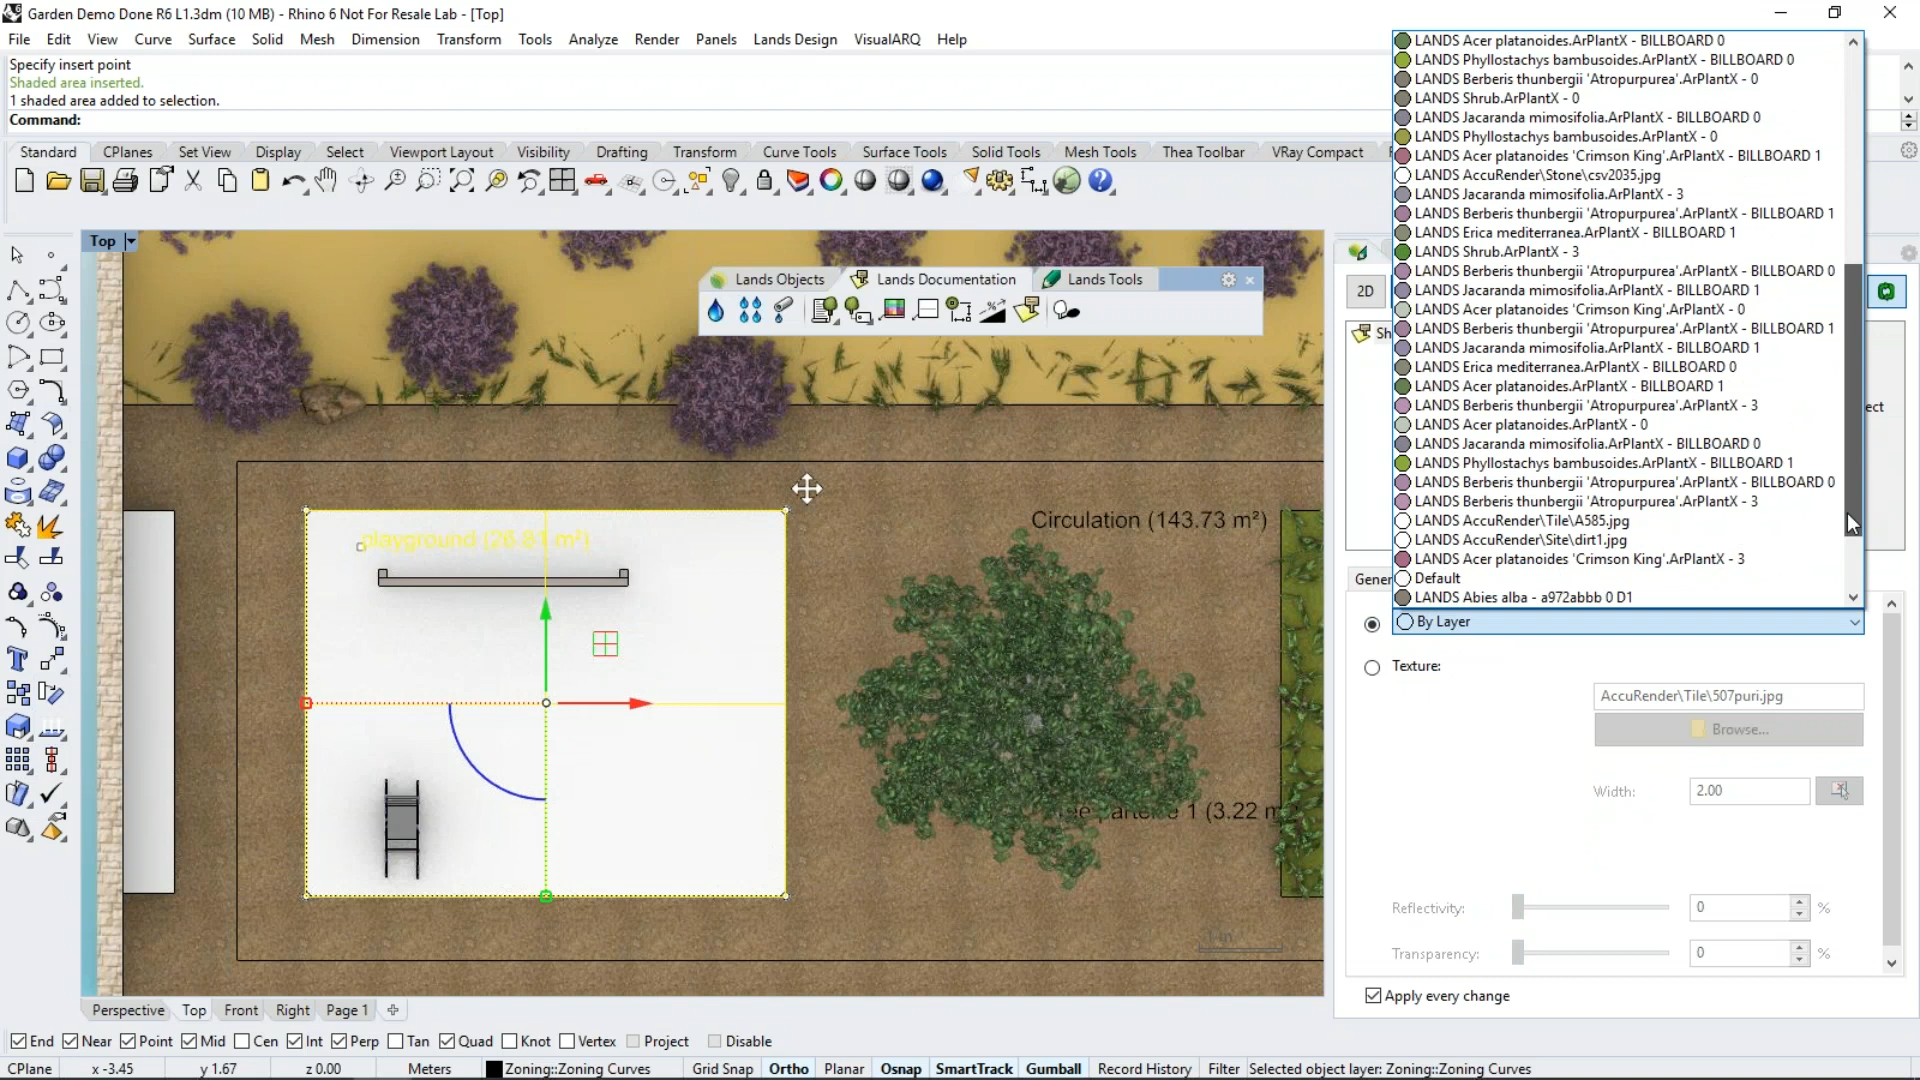 Garden Demo Done R6 L1.3dm (10 MB) - Rhino 6 Not For Resale Lab - [Top]
File Edit View Curve Surface Solid Mesh Dimension Transform Tools Analyze Render Panels Lands Design VisualARQ Help
Specify insert point
Shaded area inserted.
1 shaded area added to selection.
Command:
Standard CPlanes Set View Display Select Viewport Layout Visibility Drafting Transform Curve Tools Surface Tools Solid Tools Mesh Tools Thea Toolbar VRay Compact
LANDS Acer platanoides.ArPlantX - BILLBOARD 0
LANDS Phyllostachys bambusoides.ArPlantX - BILLBOARD 0
LANDS Berberis thunbergii 'Atropurpurea'.ArPlantX - 0
LANDS Shrub.ArPlantX - 0
LANDS Jacaranda mimosifolia.ArPlantX - BILLBOARD 0
LANDS Phyllostachys bambusoides.ArPlantX - 0
LANDS Acer platanoides 'Crimson King'.ArPlantX - BILLBOARD 1
LANDS AccuRender\Stone\csv2035.jpg
LANDS Jacaranda mimosifolia.ArPlantX - 3
LANDS Berberis thunbergii 'Atropurpurea'.ArPlantX - BILLBOARD 1
LANDS Erica mediterranea.ArPlantX - BILLBOARD 1
LANDS Shrub.ArPlantX - 3
LANDS Berberis thunbergii 'Atropurpurea'.ArPlantX - BILLBOARD 0
LANDS Jacaranda mimosifolia.ArPlantX - BILLBOARD 1
LANDS Acer platanoides 'Crimson King'.ArPlantX - 0
LANDS Berberis thunbergii 'Atropurpurea'.ArPlantX - BILLBOARD 1
LANDS Jacaranda mimosifolia.ArPlantX - BILLBOARD 1
LANDS Erica mediterranea.ArPlantX - BILLBOARD 0
LANDS Acer platanoides.ArPlantX - BILLBOARD 1
LANDS Berberis thunbergii 'Atropurpurea'.ArPlantX - 3
LANDS Acer platanoides.ArPlantX - 0
LANDS Jacaranda mimosifolia.ArPlantX - BILLBOARD 0
LANDS Phyllostachys bambusoides.ArPlantX - BILLBOARD 1
LANDS Berberis thunbergii 'Atropurpurea'.ArPlantX - BILLBOARD 0
LANDS Berberis thunbergii 'Atropurpurea'.ArPlantX - 3
LANDS AccuRender\Tile\A585.jpg
LANDS AccuRender\Site\dirt1.jpg
LANDS Acer platanoides 'Crimson King'.ArPlantX - 3
Default
LANDS Abies alba - a972abbb 0 D1
By Layer
Top
Lands Objects Lands Documentation Lands Tools
2D
Sh
ect
Gener
playground (26.81 m²)
Circulation (143.73 m²)
1 (3.22 m
1 m
Texture:
AccuRender\Tile\507puri.jpg
Browse...
Width: 2.00
Reflectivity: 0 %
Transparency: 0 %
Apply every change
Perspective Top Front Right Page 1
End Near Point Mid Cen Int Perp Tan Quad Knot Vertex Project Disable
CPlane x -3.45 y 1.67 z 0.00 Meters Zoning::Zoning Curves Grid Snap Ortho Planar Osnap SmartTrack Gumball Record History Filter Selected object layer: Zoning::Zoning Curves